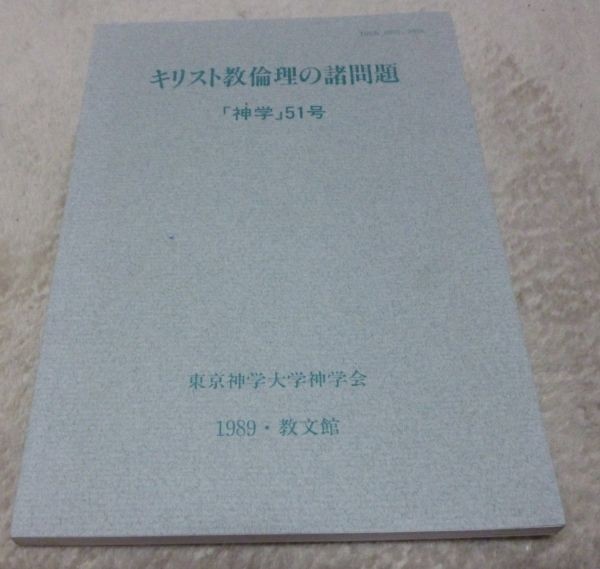 キリスト教倫理の諸問題
「神学」51号
東京神学大学神学会
1989・教文館